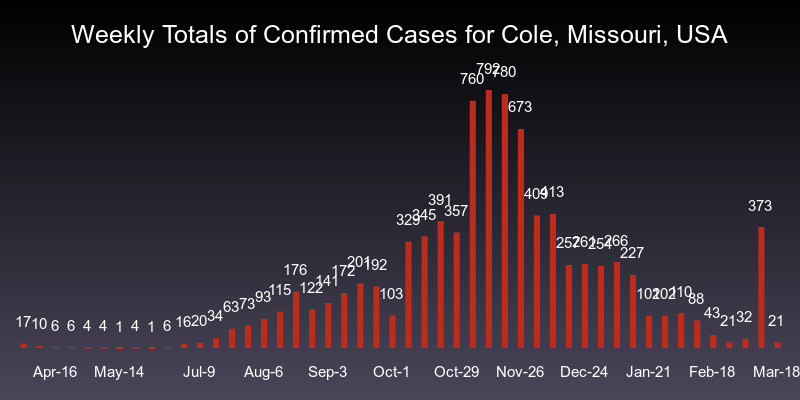 Weekly Totals of Confirmed Cases for Cole, Missouri, USA
17 10 6 6 4 4 1 4 1 6 16 20 34 63 73 93 115 176 122 141 172 201 192 103 329 345 391 357 760 792 780 673 409 413 257 261 254 266 227 102 102 110 88 43 21 32 373 21
Apr-16 May-14 Jul-9 Aug-6 Sep-3 Oct-1 Oct-29 Nov-26 Dec-24 Jan-21 Feb-18 Mar-18